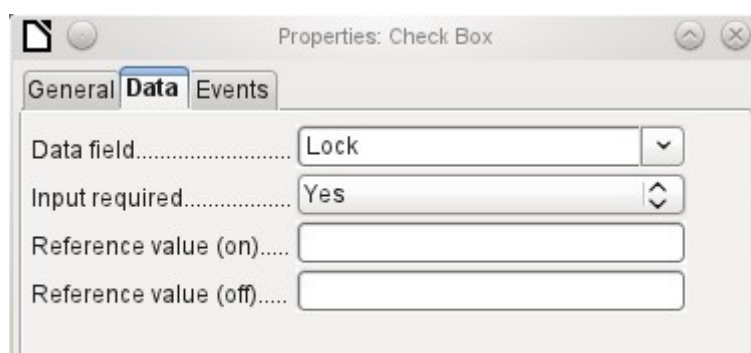 Properties: Check Box
General Data Events
Data field.......................... Lock
Input required.................. Yes
Reference value (on).....
Reference value (off).....